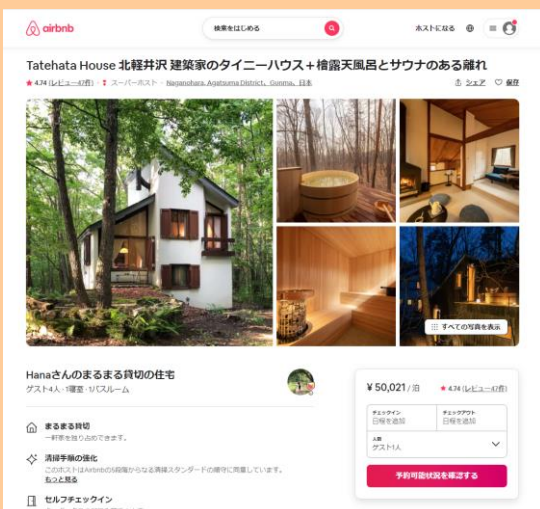 airbnb
検索をはじめる
ホストになる
Tatehata House 北軽井沢 建築家のタイニーハウス+檜露天風呂とサウナのある離れ
★ 4.74 (レビュー47件) · スーパーホスト · Naganohara, Agatsuma District, Gunma, 日本
シェア 保存
すべての写真を表示
Hanaさんのまるまる貸切の住宅
ゲスト4人・1寝室・1バスルーム
¥50,021 / 泊 ★ 4.74 (レビュー47件)
チェックイン チェックアウト
日程を追加 日程を追加
人数
ゲスト1人
予約可能状況を確認する
まるまる貸切
一軒家を独り占めできます。
清掃手順の強化
このホストはAirbnbの5段階からなる清掃スタンダードの順守に同意しています。
もっと見る
セルフチェックイン